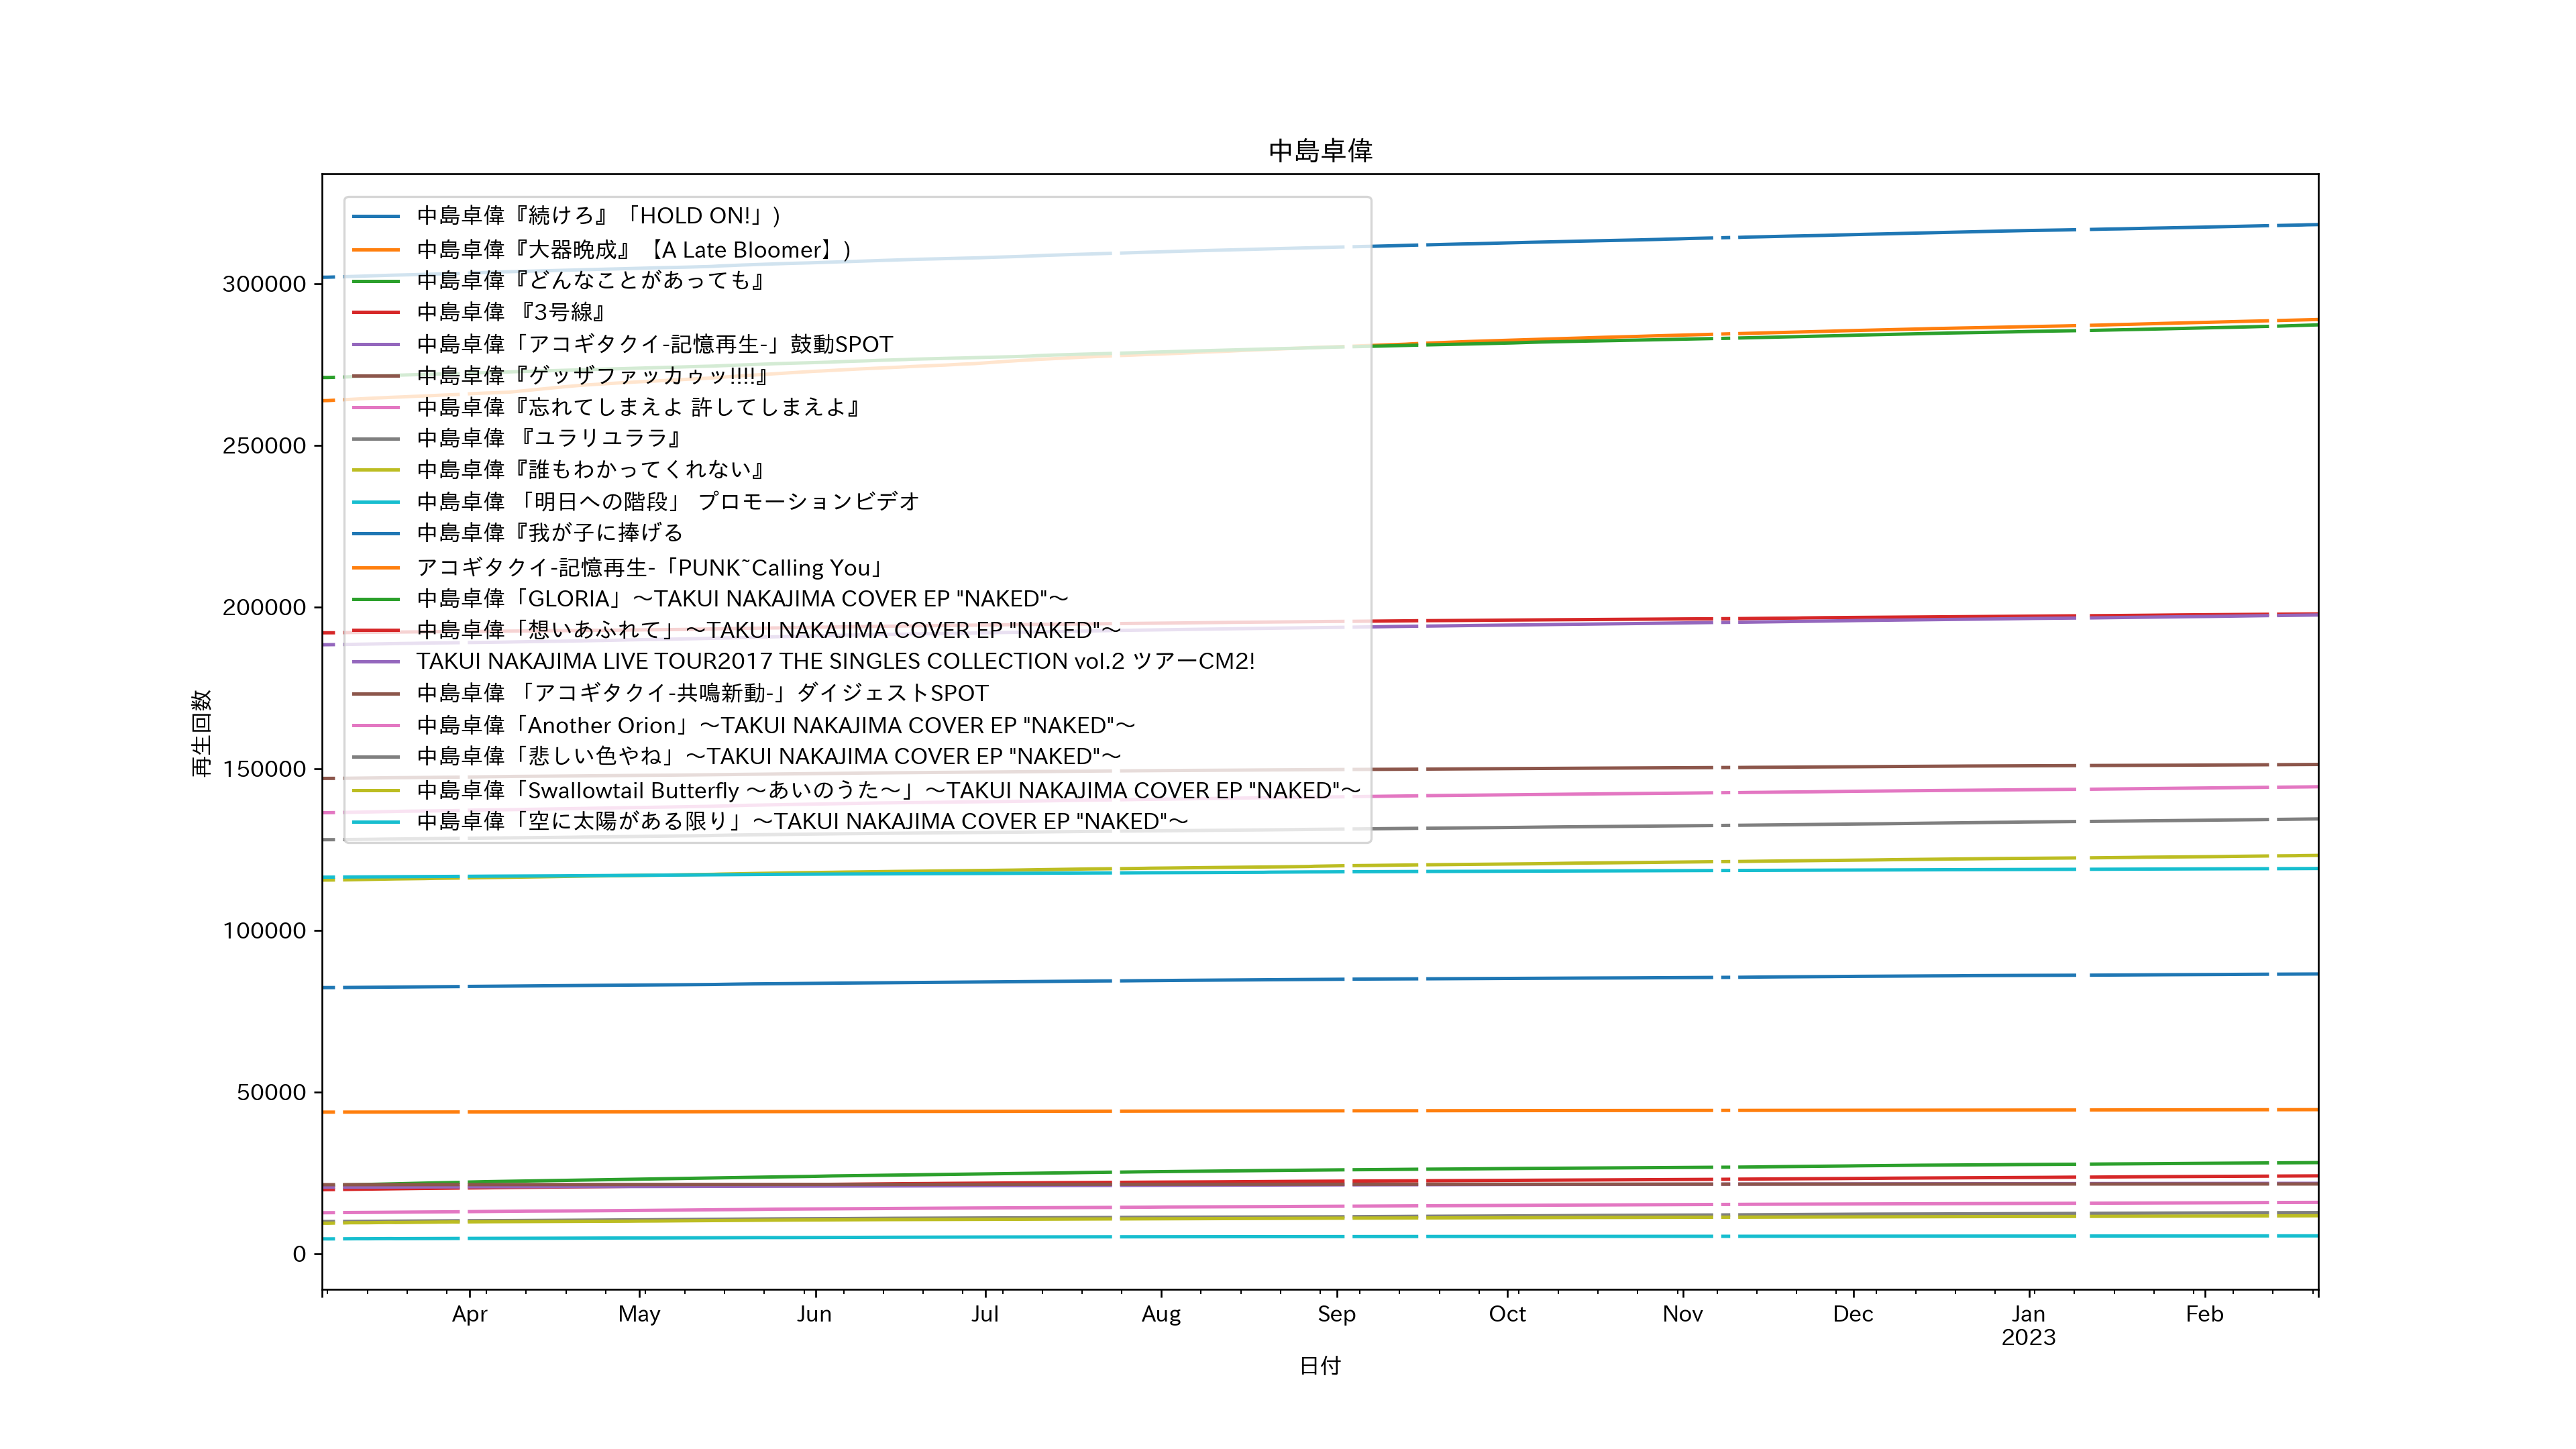 中島卓偉
再生回数
300000
250000
200000
150000
100000
50000
0
中島卓偉『続けろ』「HOLD ON!」)
中島卓偉『大器晩成』【A Late Bloomer】)
中島卓偉『どんなことがあっても』
中島卓偉 『3号線』
中島卓偉「アコギタクイ-記憶再生-」鼓動SPOT
中島卓偉『ゲッザファッカゥッ!!!!』
中島卓偉『忘れてしまえよ 許してしまえよ』
中島卓偉 『ユラリユララ』
中島卓偉『誰もわかってくれない』
中島卓偉 「明日への階段」 プロモーションビデオ
中島卓偉『我が子に捧げる
アコギタクイ-記憶再生-「PUNK~Calling You」
中島卓偉「GLORIA」〜TAKUI NAKAJIMA COVER EP "NAKED"〜
中島卓偉「想いあふれて」〜TAKUI NAKAJIMA COVER EP "NAKED"〜
TAKUI NAKAJIMA LIVE TOUR2017 THE SINGLES COLLECTION vol.2 ツアーCM2!
中島卓偉 「アコギタクイ-共鳴新動-」ダイジェストSPOT
中島卓偉「Another Orion」〜TAKUI NAKAJIMA COVER EP "NAKED"〜
中島卓偉「悲しい色やね」〜TAKUI NAKAJIMA COVER EP "NAKED"〜
中島卓偉「Swallowtail Butterfly 〜あいのうた〜」〜TAKUI NAKAJIMA COVER EP "NAKED"〜
中島卓偉「空に太陽がある限り」〜TAKUI NAKAJIMA COVER EP "NAKED"〜
Apr May Jun Jul Aug Sep Oct Nov Dec Jan Feb
2023
日付